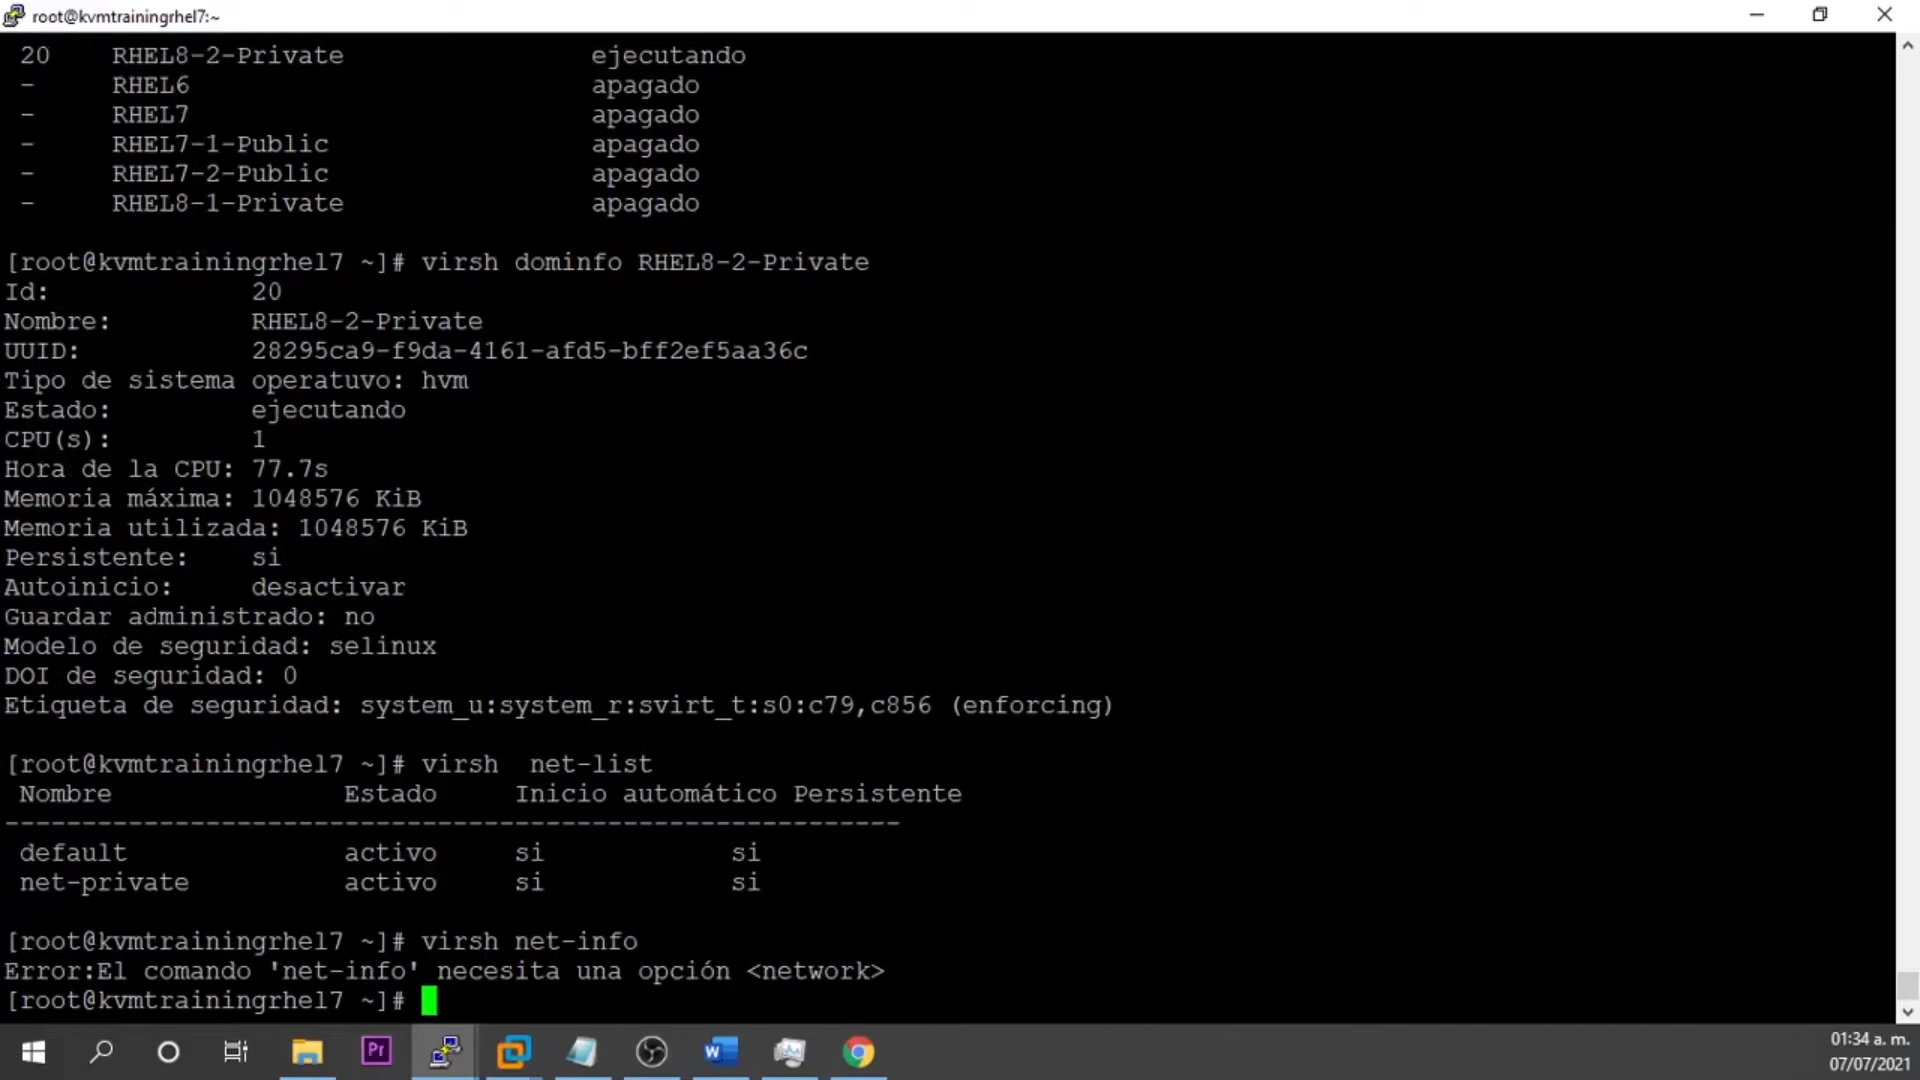 root@kvmtrainingrhel7:~
20 RHEL8-2-Private ejecutando
- RHEL6 apagado
- RHEL7 apagado
- RHEL7-1-Public apagado
- RHEL7-2-Public apagado
- RHEL8-1-Private apagado
[root@kvmtrainingrhel7 ~]# virsh dominfo RHEL8-2-Private
Id: 20
Nombre: RHEL8-2-Private
UUID: 28295ca9-f9da-4161-afd5-bff2ef5aa36c
Tipo de sistema operatuvo: hvm
Estado: ejecutando
CPU(s): 1
Hora de la CPU: 77.7s
Memoria máxima: 1048576 KiB
Memoria utilizada: 1048576 KiB
Persistente: si
Autoinicio: desactivar
Guardar administrado: no
Modelo de seguridad: selinux
DOI de seguridad: 0
Etiqueta de seguridad: system_u:system_r:svirt_t:s0:c79,c856 (enforcing)
[root@kvmtrainingrhel7 ~]# virsh  net-list
Nombre Estado Inicio automático Persistente
----------------------------------------------------------
default activo si si
net-private activo si si
[root@kvmtrainingrhel7 ~]# virsh net-info
Error:El comando 'net-info' necesita una opción <network>
[root@kvmtrainingrhel7 ~]#
Pr
W
01:34 a. m.
07/07/2021